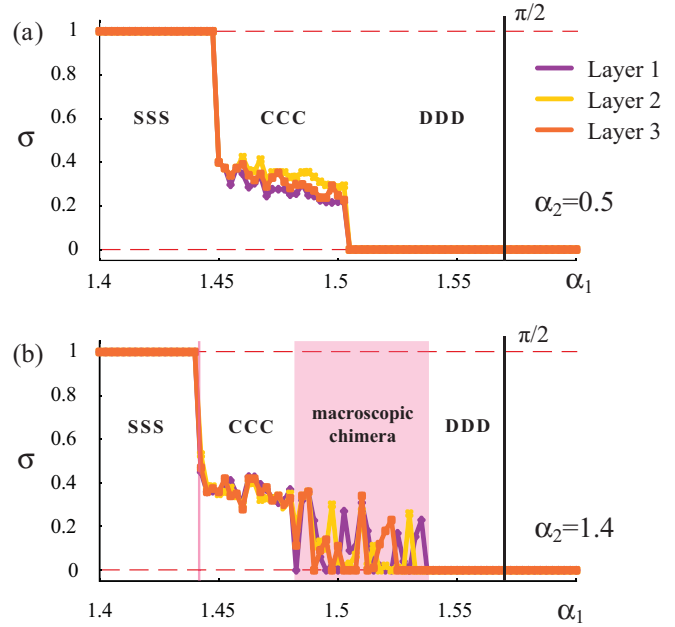 (a)
π/2
1
0.8
0.6
0.4
0.2
0
σ
SSS
CCC
DDD
Layer 1
Layer 2
Layer 3
α₂=0.5
1.4
1.45
1.5
1.55
α₁
(b)
π/2
1
0.8
0.6
0.4
0.2
0
σ
SSS
CCC
macroscopic
chimera
DDD
α₂=1.4
1.4
1.45
1.5
1.55
α₁